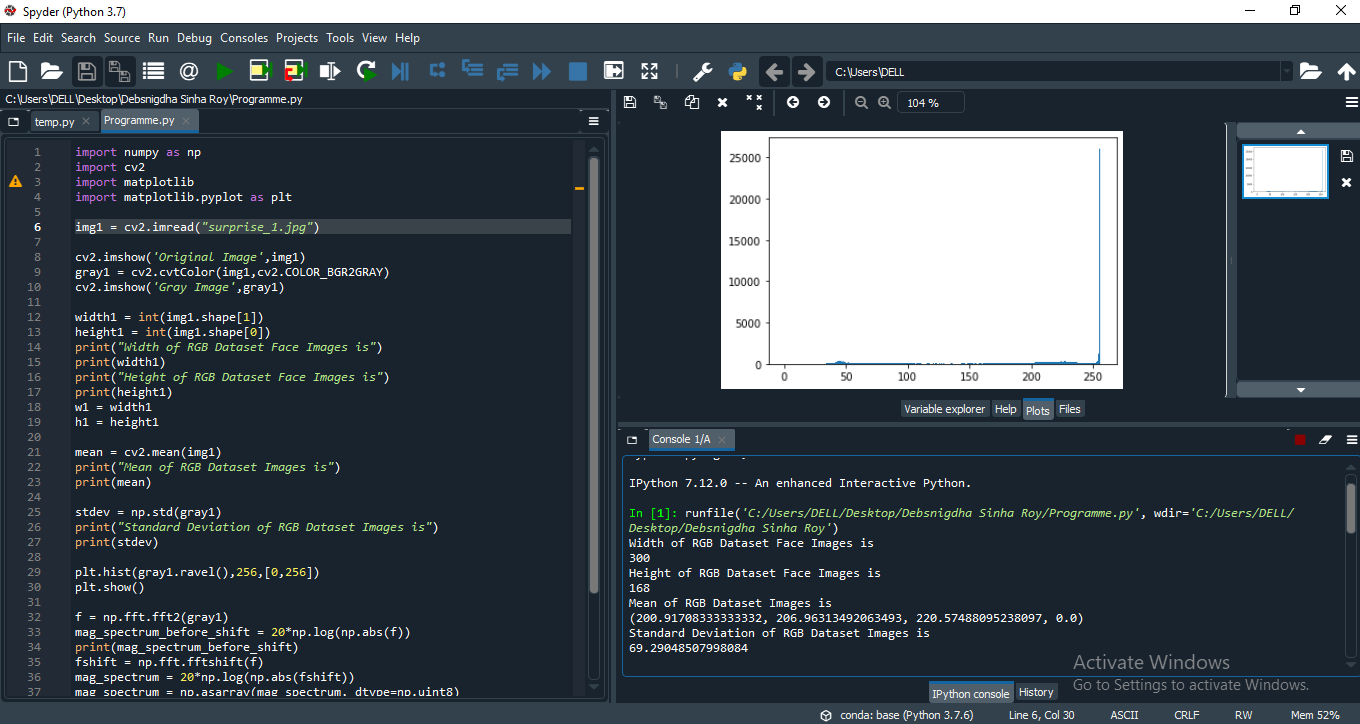 Spyder (Python 3.7)
File Edit Search Source Run Debug Consoles Projects Tools View Help
C:\Users\DELL
C:\Users\DELL\Desktop\Debsnigdha Sinha Roy\Programme.py
temp.py Programme.py
1 import numpy as np
2 import cv2
3 import matplotlib
4 import matplotlib.pyplot as plt
5
6 img1 = cv2.imread("surprise_1.jpg")
7
8 cv2.imshow('Original Image',img1)
9 gray1 = cv2.cvtColor(img1,cv2.COLOR_BGR2GRAY)
10 cv2.imshow('Gray Image',gray1)
11
12 width1 = int(img1.shape[1])
13 height1 = int(img1.shape[0])
14 print("Width of RGB Dataset Face Images is")
15 print(width1)
16 print("Height of RGB Dataset Face Images is")
17 print(height1)
18 w1 = width1
19 h1 = height1
20
21 mean = cv2.mean(img1)
22 print("Mean of RGB Dataset Images is")
23 print(mean)
24
25 stdev = np.std(gray1)
26 print("Standard Deviation of RGB Dataset Images is")
27 print(stdev)
28
29 plt.hist(gray1.ravel(),256,[0,256])
30 plt.show()
31
32 f = np.fft.fft2(gray1)
33 mag_spectrum_before_shift = 20*np.log(np.abs(f))
34 print(mag_spectrum_before_shift)
35 fshift = np.fft.fftshift(f)
36 mag_spectrum = 20*np.log(np.abs(fshift))
37 mag_spectrum = np.asarray(mag_spectrum, dtype=np.uint8)
104 %
25000
20000
15000
10000
5000
0
0 50 100 150 200 250
Variable explorer Help Plots Files
Console 1/A
IPython 7.12.0 -- An enhanced Interactive Python.
In [1]: runfile('C:/Users/DELL/Desktop/Debsnigdha Sinha Roy/Programme.py', wdir='C:/Users/DELL/
Desktop/Debsnigdha Sinha Roy')
Width of RGB Dataset Face Images is
300
Height of RGB Dataset Face Images is
168
Mean of RGB Dataset Images is
(200.91708333333332, 206.96313492063493, 220.57488095238097, 0.0)
Standard Deviation of RGB Dataset Images is
69.29048507998084
Activate Windows
Go to Settings to activate Windows.
IPython console History
conda: base (Python 3.7.6) Line 6, Col 30 ASCII CRLF RW Mem 52%